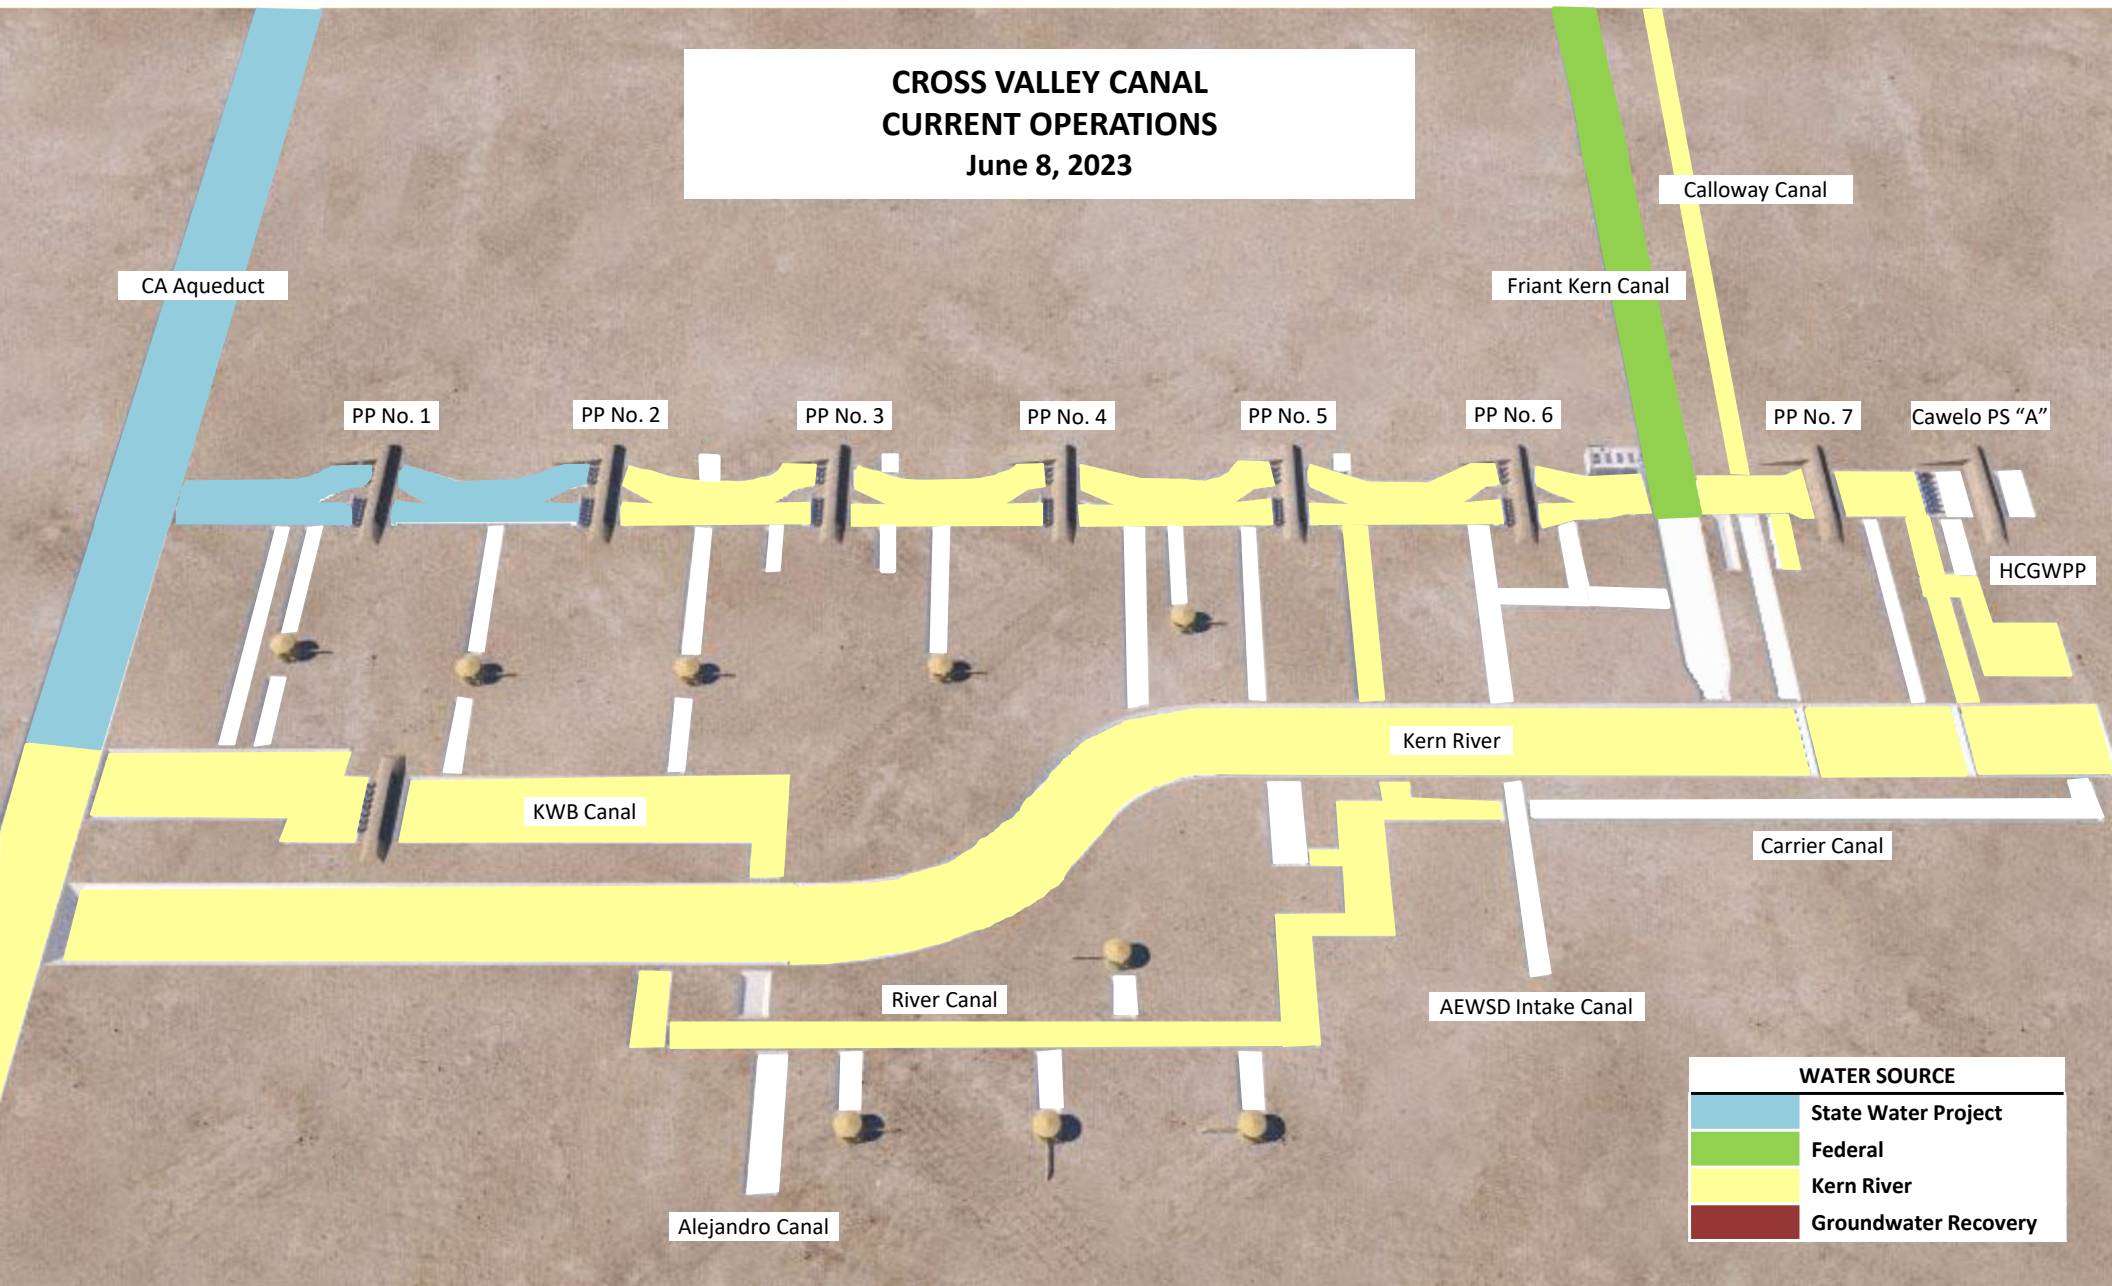 CROSS VALLEY CANAL
CURRENT OPERATIONS
June 8, 2023
Calloway Canal
CA Aqueduct
Friant Kern Canal
PP No. 1
PP No. 2
PP No. 3
PP No. 4
PP No. 5
PP No. 6
PP No. 7
Cawelo PS “A”
HCGWPP
Kern River
KWB Canal
Carrier Canal
River Canal
AEWSD Intake Canal
WATER SOURCE
State Water Project
Federal
Kern River
Groundwater Recovery
Alejandro Canal